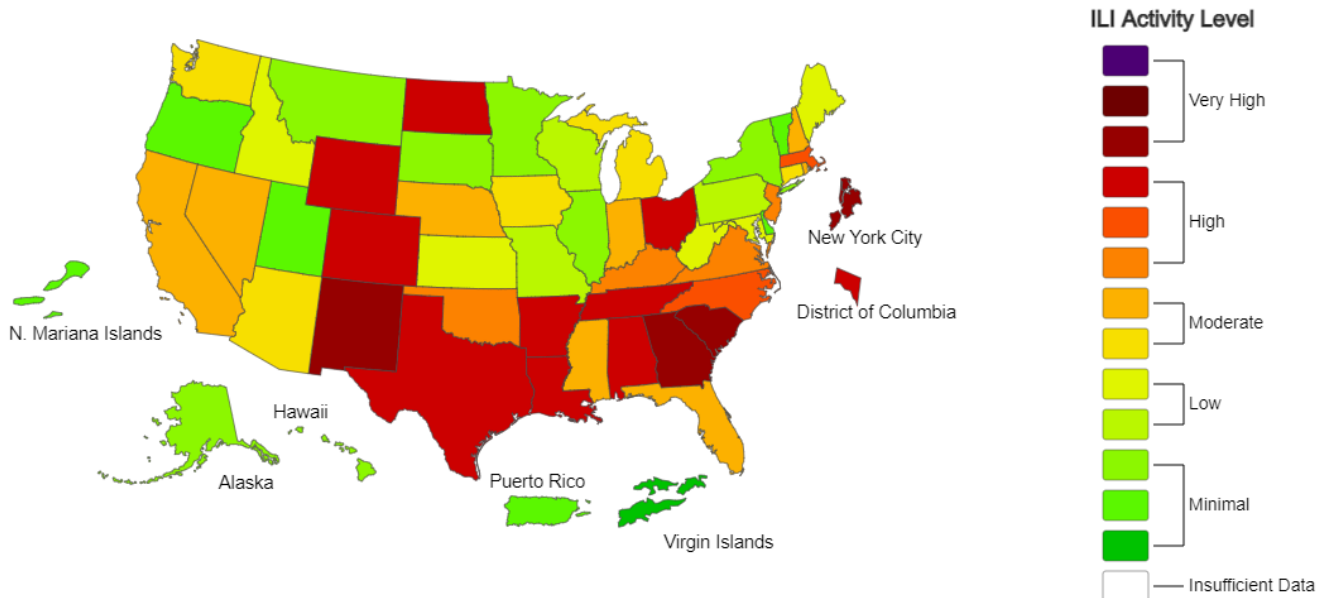 ILI Activity Level
Very High
High
Moderate
Low
Minimal
Insufficient Data
New York City
District of Columbia
N. Mariana Islands
Hawaii
Alaska
Puerto Rico
Virgin Islands